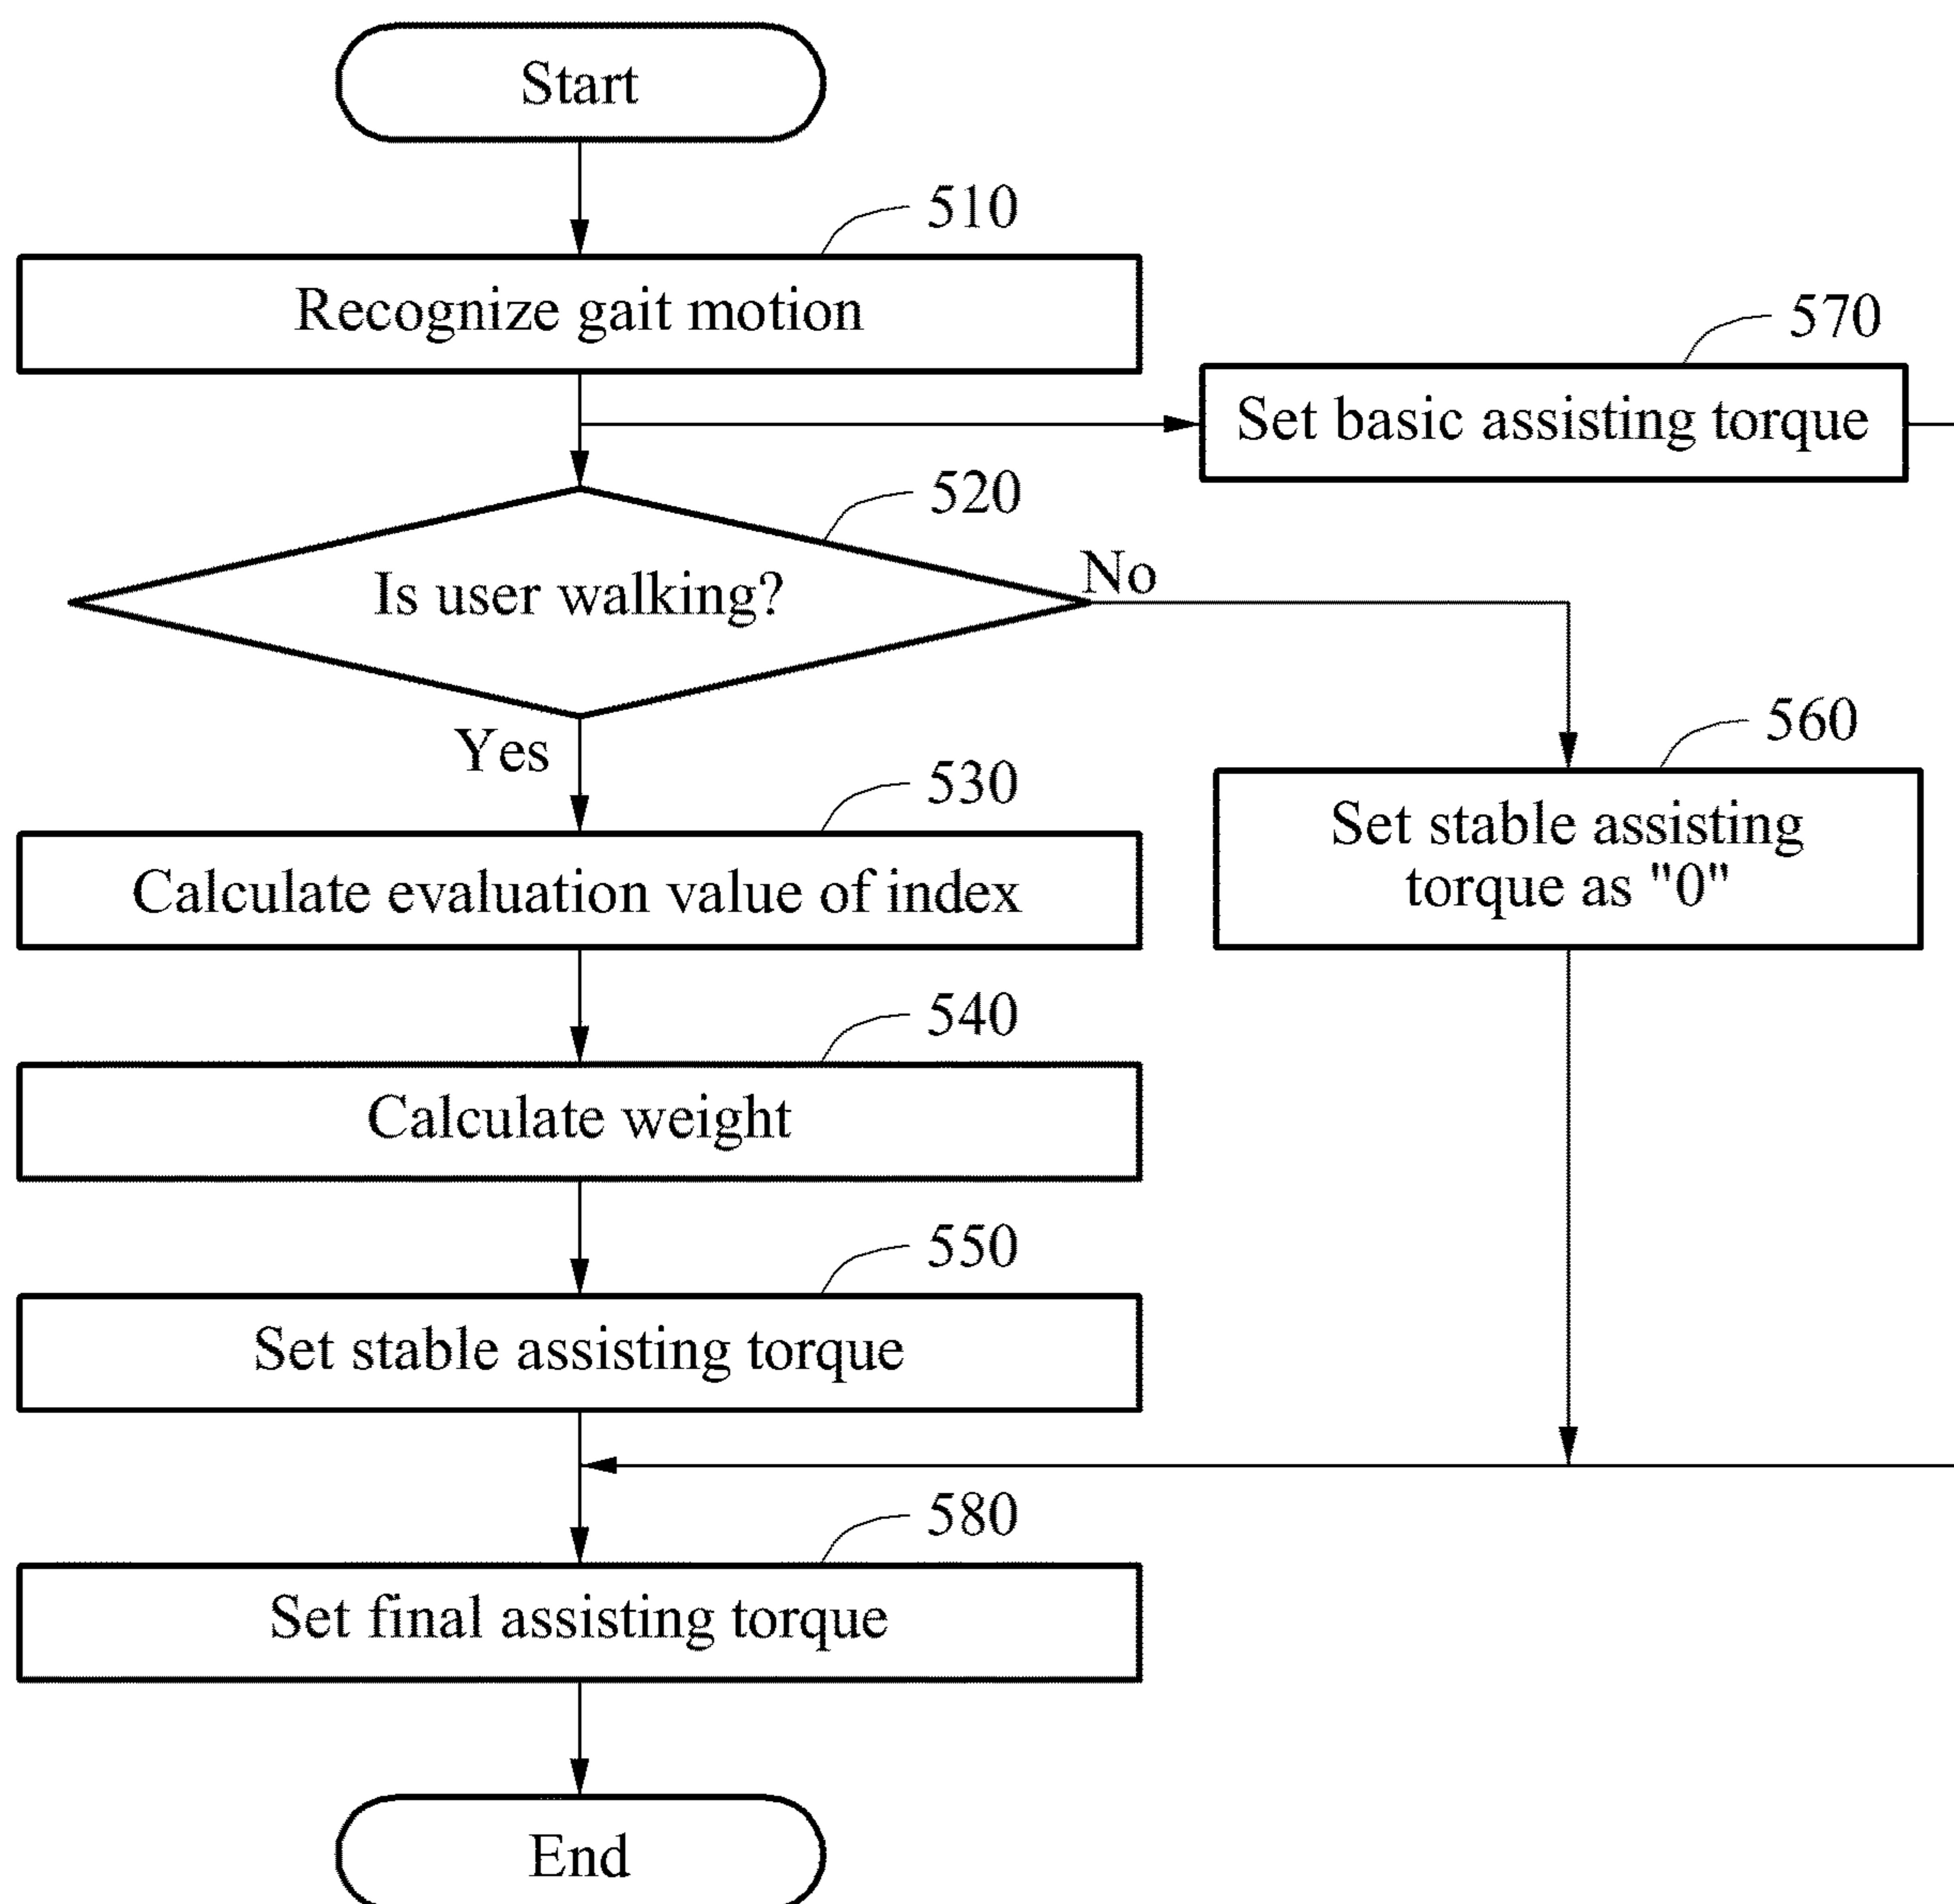 Start
510
Recognize gait motion
570
Set basic assisting torque
520
Is user walking?
No
Yes
560
Set stable assisting
torque as "0"
530
Calculate evaluation value of index
540
Calculate weight
550
Set stable assisting torque
580
Set final assisting torque
End